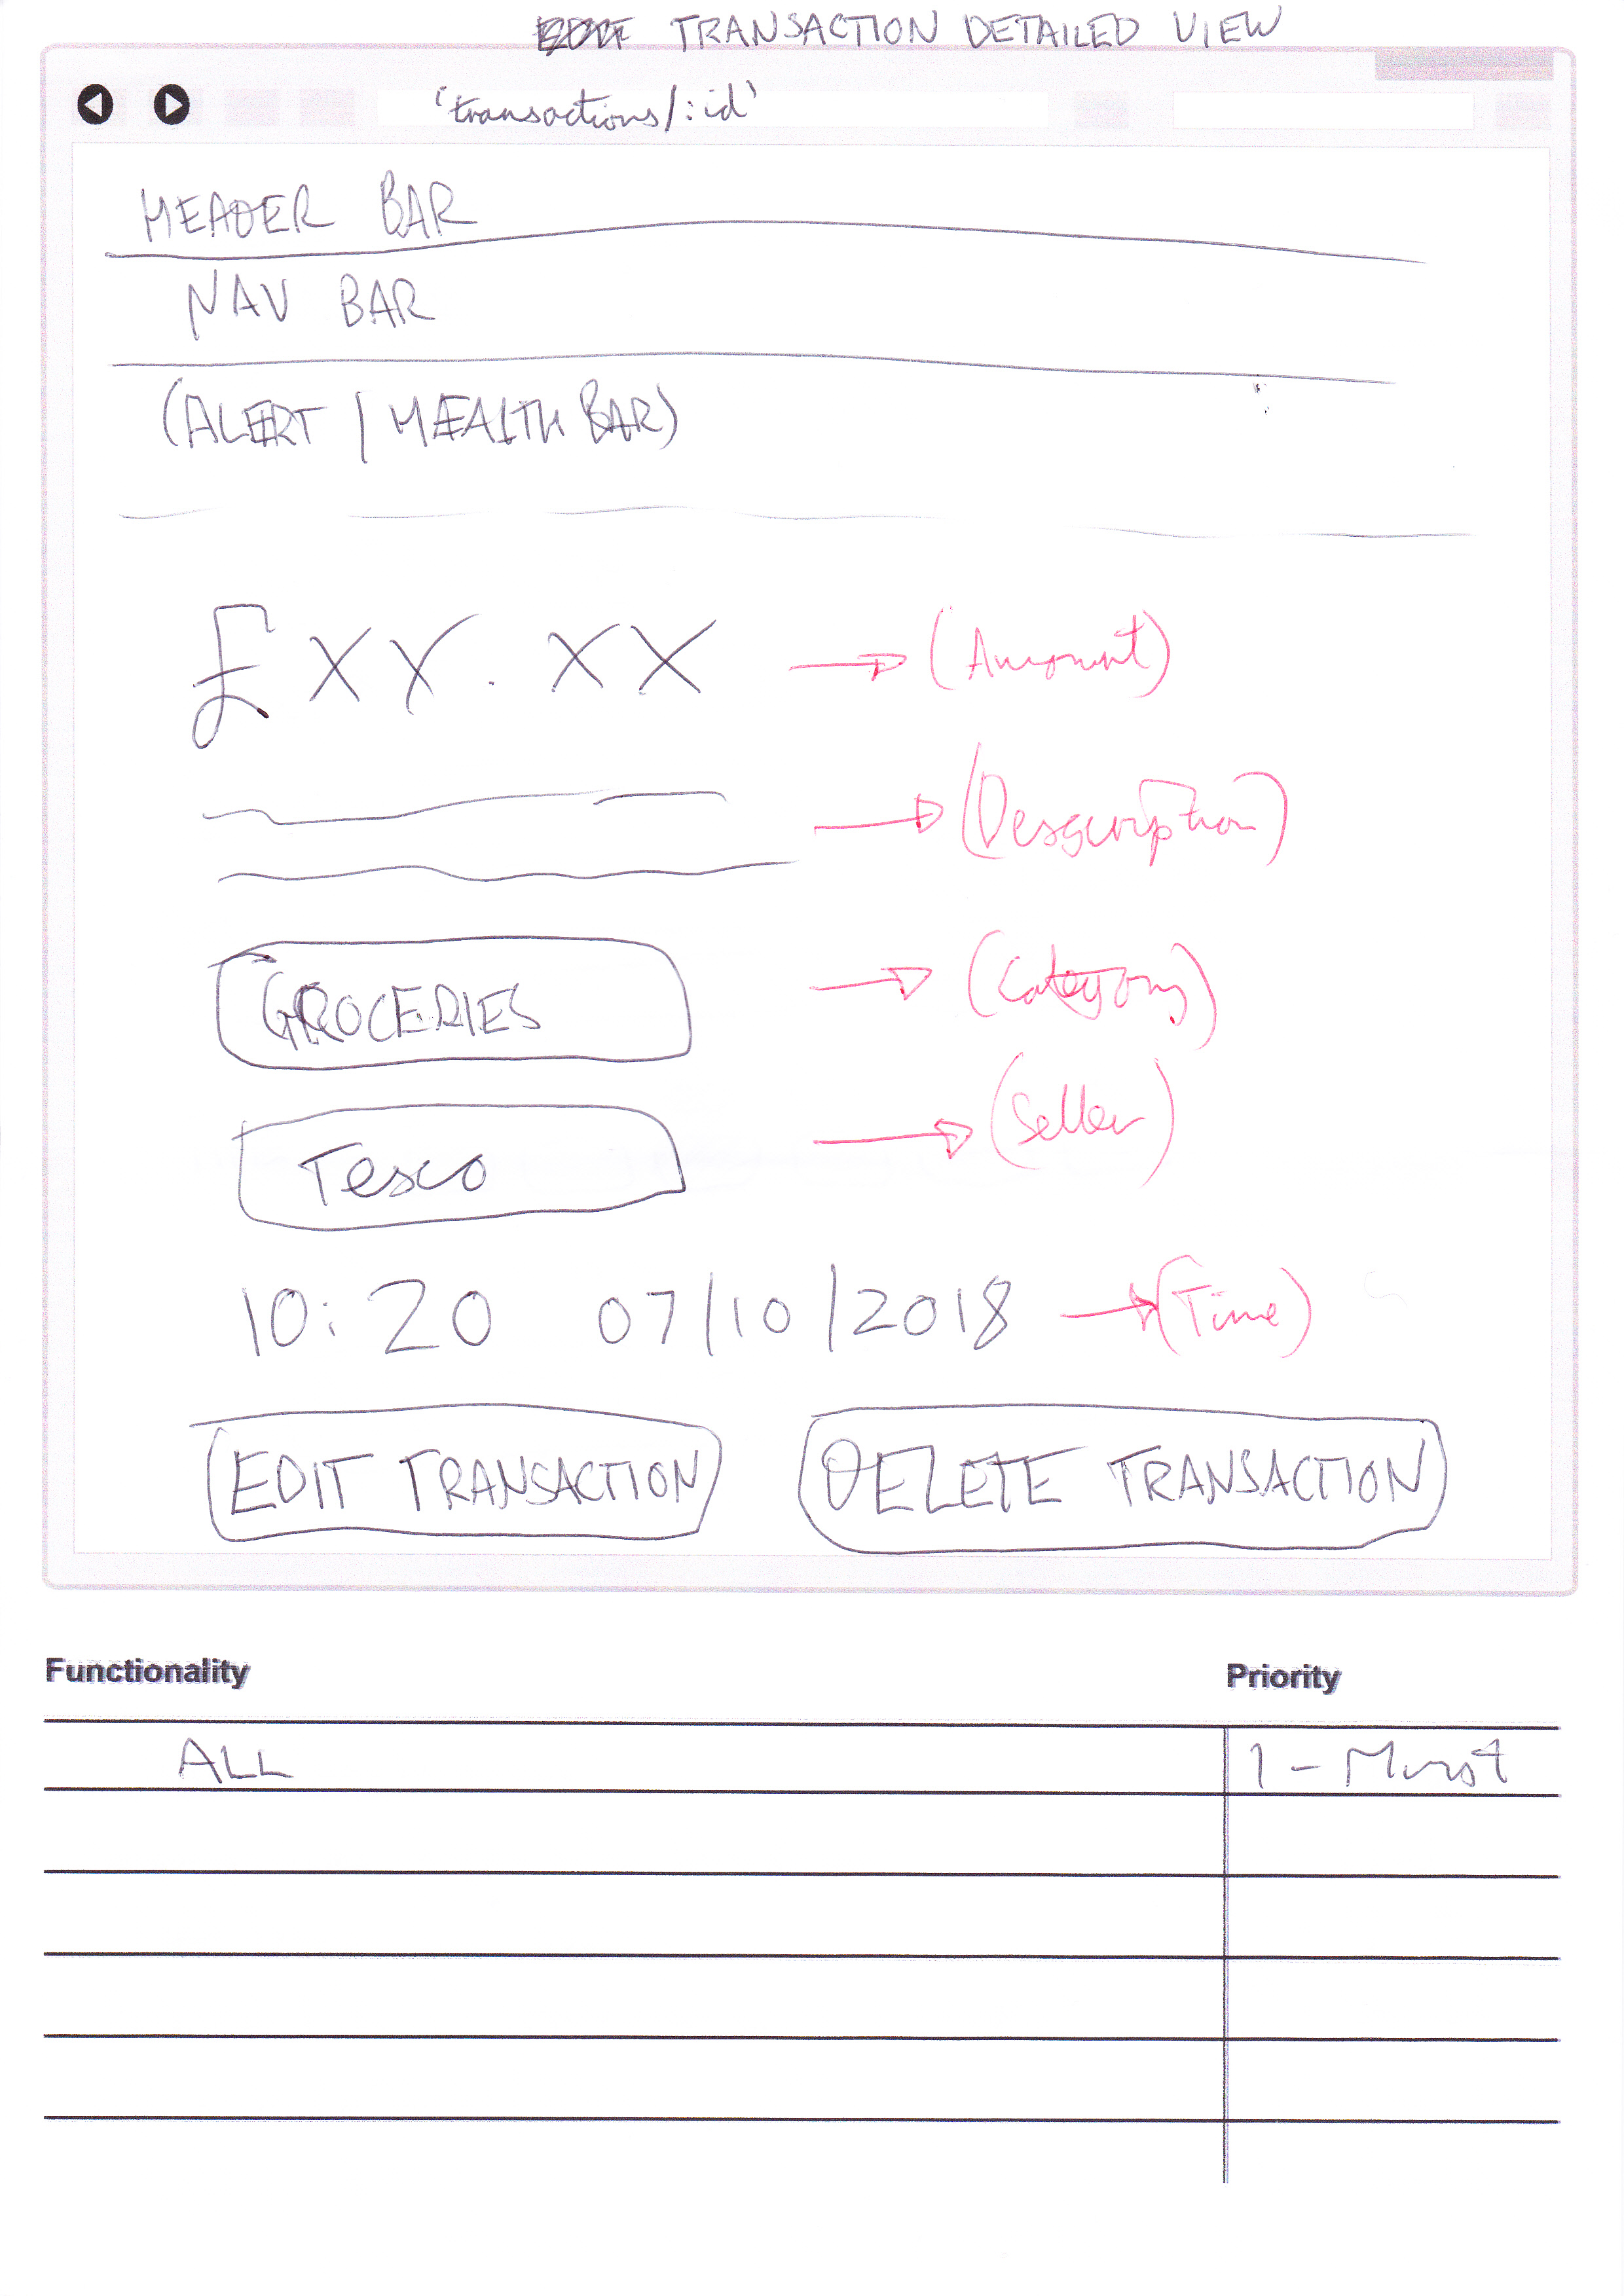 TRANSACTION DETAILED VIEW
'transactions/:id'
HEADER BAR
NAV BAR
(ALERT / HEALTH BAR)
£XX.XX → (Amount)
→ (Description)
GROCERIES → (Category)
Tesco → (Seller)
10:20 07/10/2018 → (Time)
EDIT TRANSACTION DELETE TRANSACTION
Functionality Priority
ALL 1 - Must